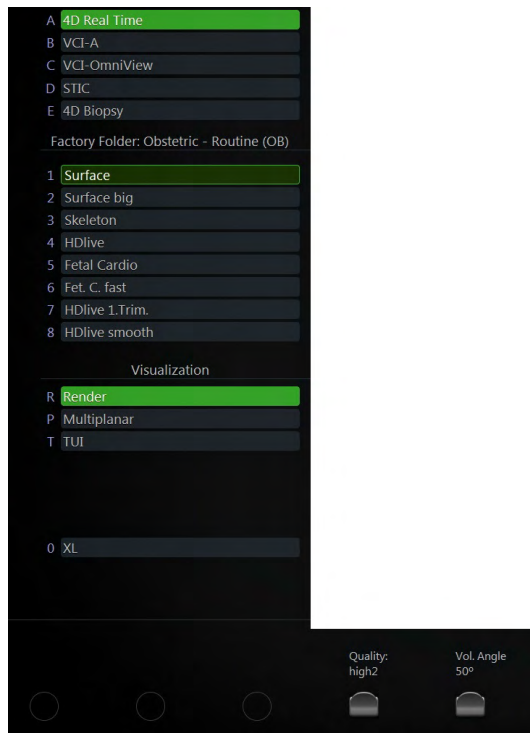 A 4D Real Time
B VCI-A
C VCI-OmniView
D STIC
E 4D Biopsy
Factory Folder: Obstetric - Routine (OB)
1 Surface
2 Surface big
3 Skeleton
4 HDlive
5 Fetal Cardio
6 Fet. C. fast
7 HDlive 1.Trim.
8 HDlive smooth
Visualization
R Render
P Multiplanar
T TUI
0 XL
Quality: Vol. Angle
high2 50º